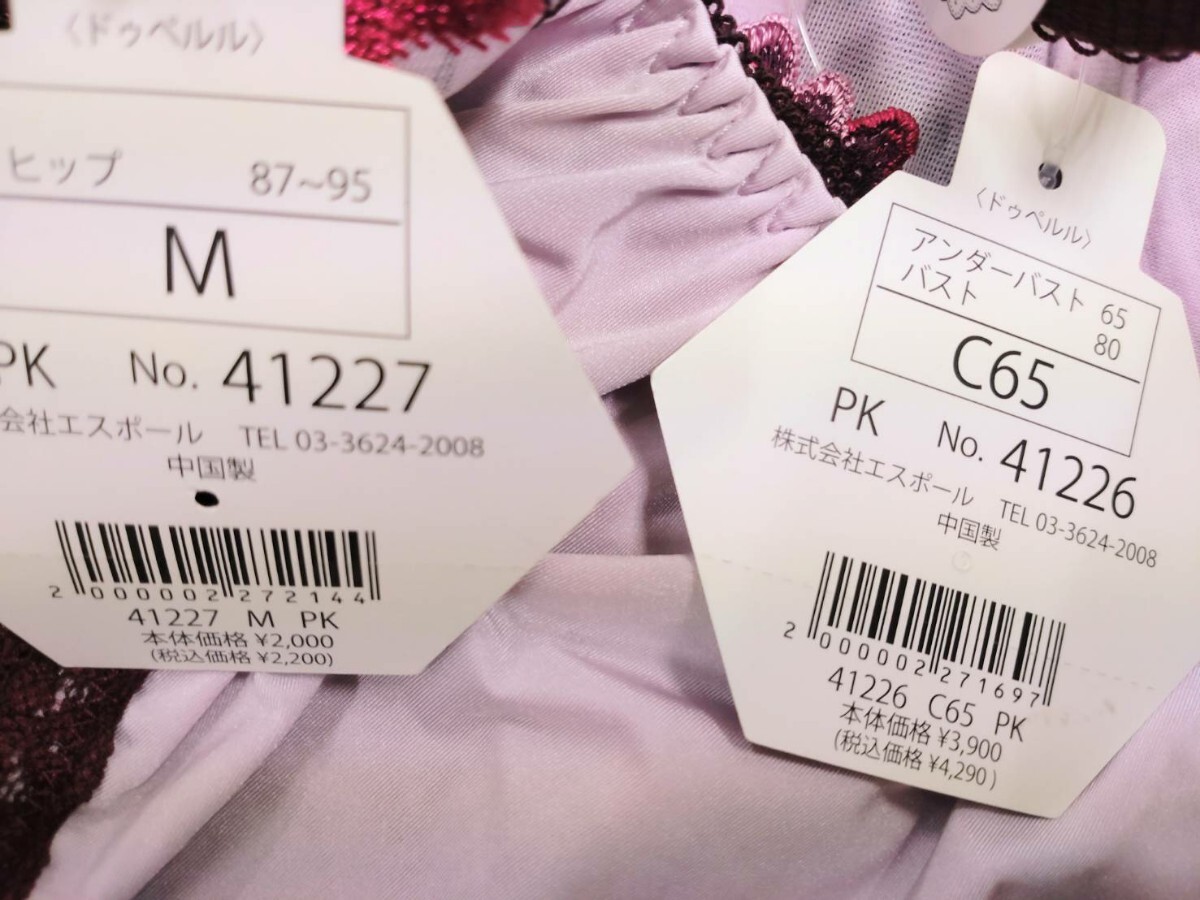 〈ドゥペルル〉
ヒップ 87~95
M
PK No. 41227
会社エスポール TEL 03-3624-2008
中国製
2 000002 272144
41227 M PK
本体価格 ¥2,000
(税込価格 ¥2,200)
〈ドゥペルル〉
アンダーバスト 65
バスト 80
C65
PK No. 41226
株式会社エスポール TEL 03-3624-2008
中国製
2 000002 271697
41226 C65 PK
本体価格 ¥3,900
(税込価格 ¥4,290)